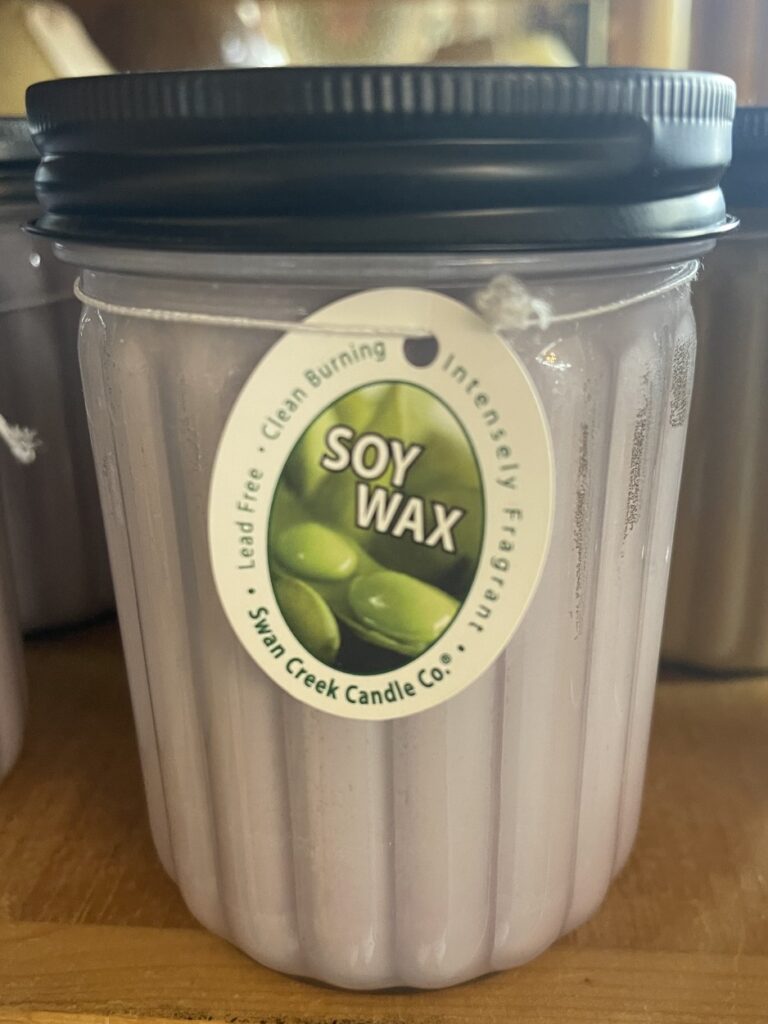 Lead Free • Clean Burning
Intensely Fragrant
SOY
WAX
• Swan Creek Candle Co.® •